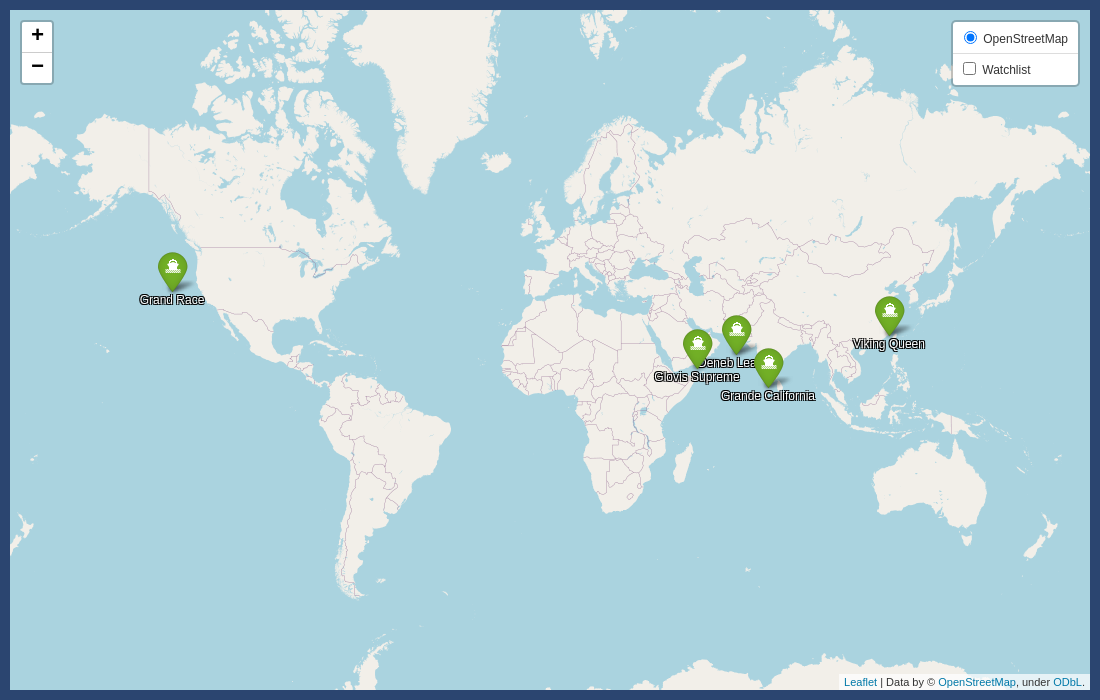 +
−
OpenStreetMap
Watchlist
Grand Race
Viking Queen
Deneb Lea
Glovis Supreme
Grande California
Leaflet | Data by © OpenStreetMap, under ODbL.